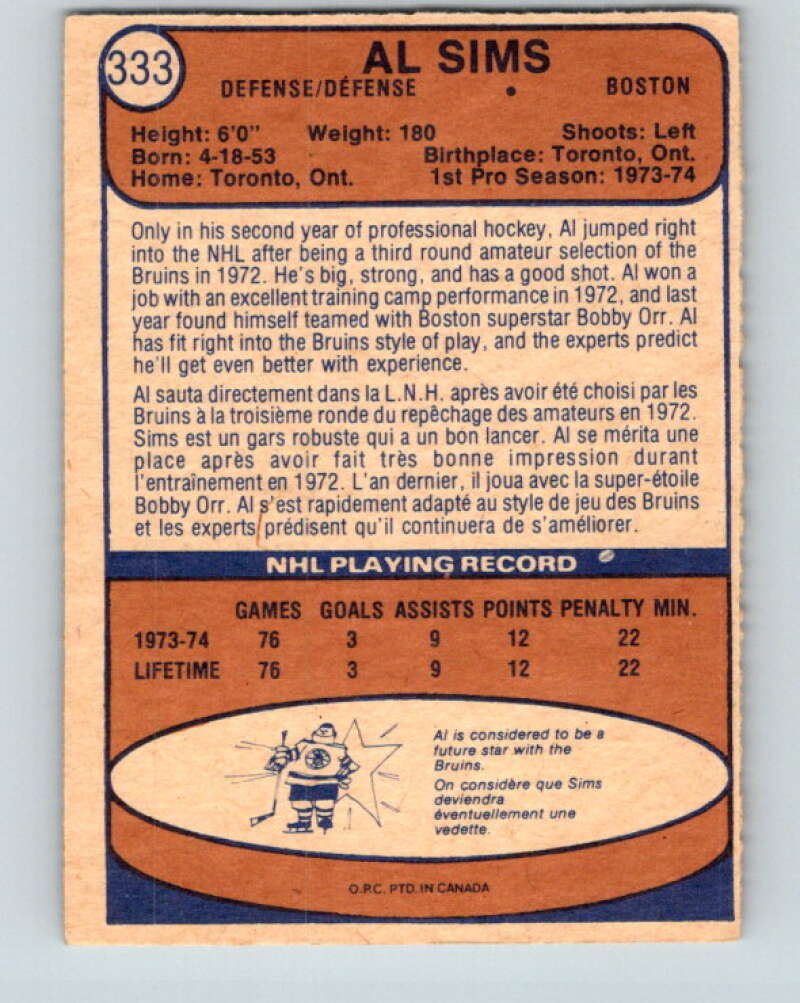 333
AL SIMS
DEFENSE/DÉFENSE • BOSTON
Height: 6'0" Weight: 180 Shoots: Left
Born: 4-18-53 Birthplace: Toronto, Ont.
Home: Toronto, Ont. 1st Pro Season: 1973-74
Only in his second year of professional hockey, Al jumped right
into the NHL after being a third round amateur selection of the
Bruins in 1972. He's big, strong, and has a good shot. Al won a
job with an excellent training camp performance in 1972, and last
year found himself teamed with Boston superstar Bobby Orr. Al
has fit right into the Bruins style of play, and the experts predict
he'll get even better with experience.
Al sauta directement dans la L.N.H. après avoir été choisi par les
Bruins à la troisième ronde du repêchage des amateurs en 1972.
Sims est un gars robuste qui a un bon lancer. Al se mérita une
place après avoir fait très bonne impression durant
l'entraînement en 1972. L'an dernier, il joua avec la super-étoile
Bobby Orr. Al s'est rapidement adapté au style de jeu des Bruins
et les experts prédisent qu'il continuera de s'améliorer.
NHL PLAYING RECORD
GAMES GOALS ASSISTS POINTS PENALTY MIN.
1973-74 76 3 9 12 22
LIFETIME 76 3 9 12 22
Al is considered to be a
future star with the
Bruins.
On considère que Sims
deviendra
éventuellement une
vedette.
O.P.C. PTD. IN CANADA